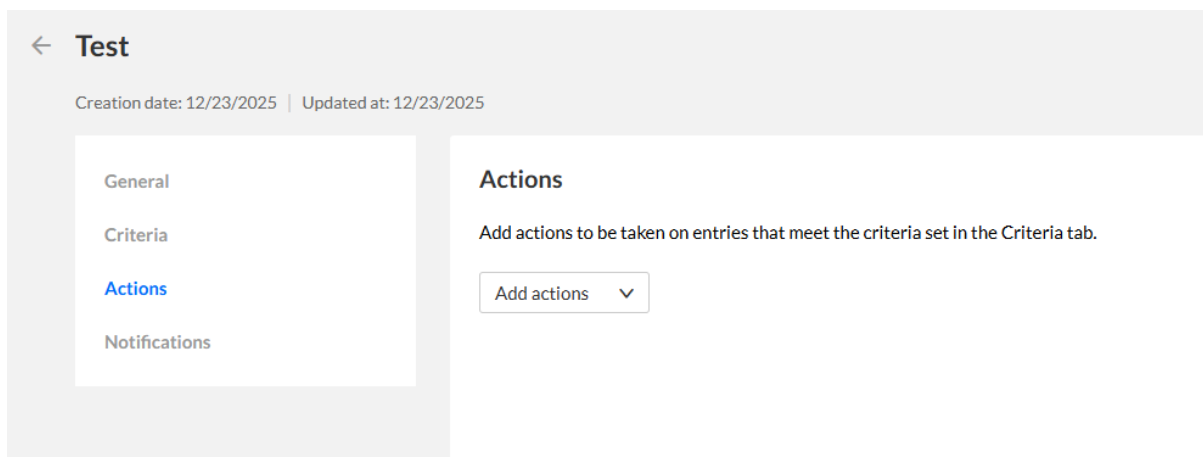 Test
Creation date: 12/23/2025 | Updated at: 12/23/2025
General
Criteria
Actions
Notifications
Actions
Add actions to be taken on entries that meet the criteria set in the Criteria tab.
Add actions